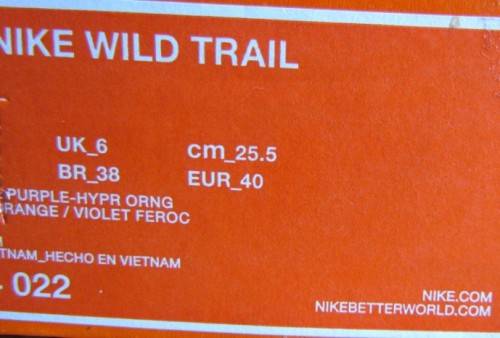 NIKE WILD TRAIL
UK_6 cm_25.5
BR_38 EUR_40
PURPLE-HYPR ORNG
RANGE / VIOLET FEROC
TNAM_HECHO EN VIETNAM
022
NIKE.COM
NIKEBETTERWORLD.COM